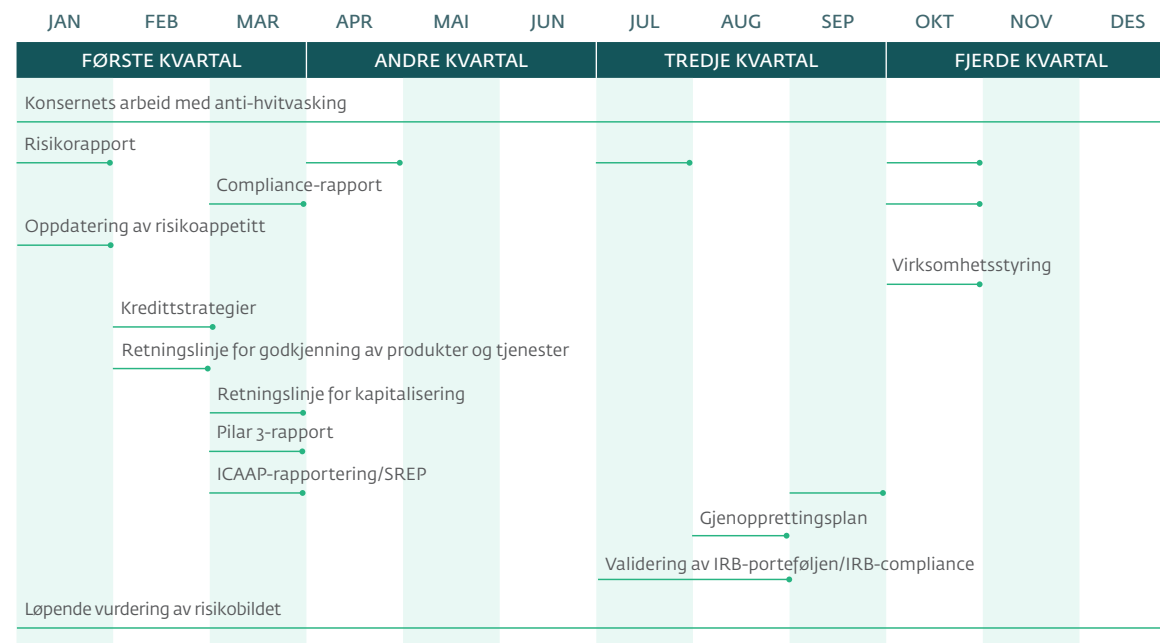 JAN FEB MAR APR MAI JUN JUL AUG SEP OKT NOV DES
FØRSTE KVARTAL ANDRE KVARTAL TREDJE KVARTAL FJERDE KVARTAL
Konsernets arbeid med anti-hvitvasking
Risikorapport
Compliance-rapport
Oppdatering av risikoappetitt
Virksomhetsstyring
Kredittstrategier
Retningslinje for godkjenning av produkter og tjenester
Retningslinje for kapitalisering
Pilar 3-rapport
ICAAP-rapportering/SREP
Gjenopprettingsplan
Validering av IRB-porteføljen/IRB-compliance
Løpende vurdering av risikobildet